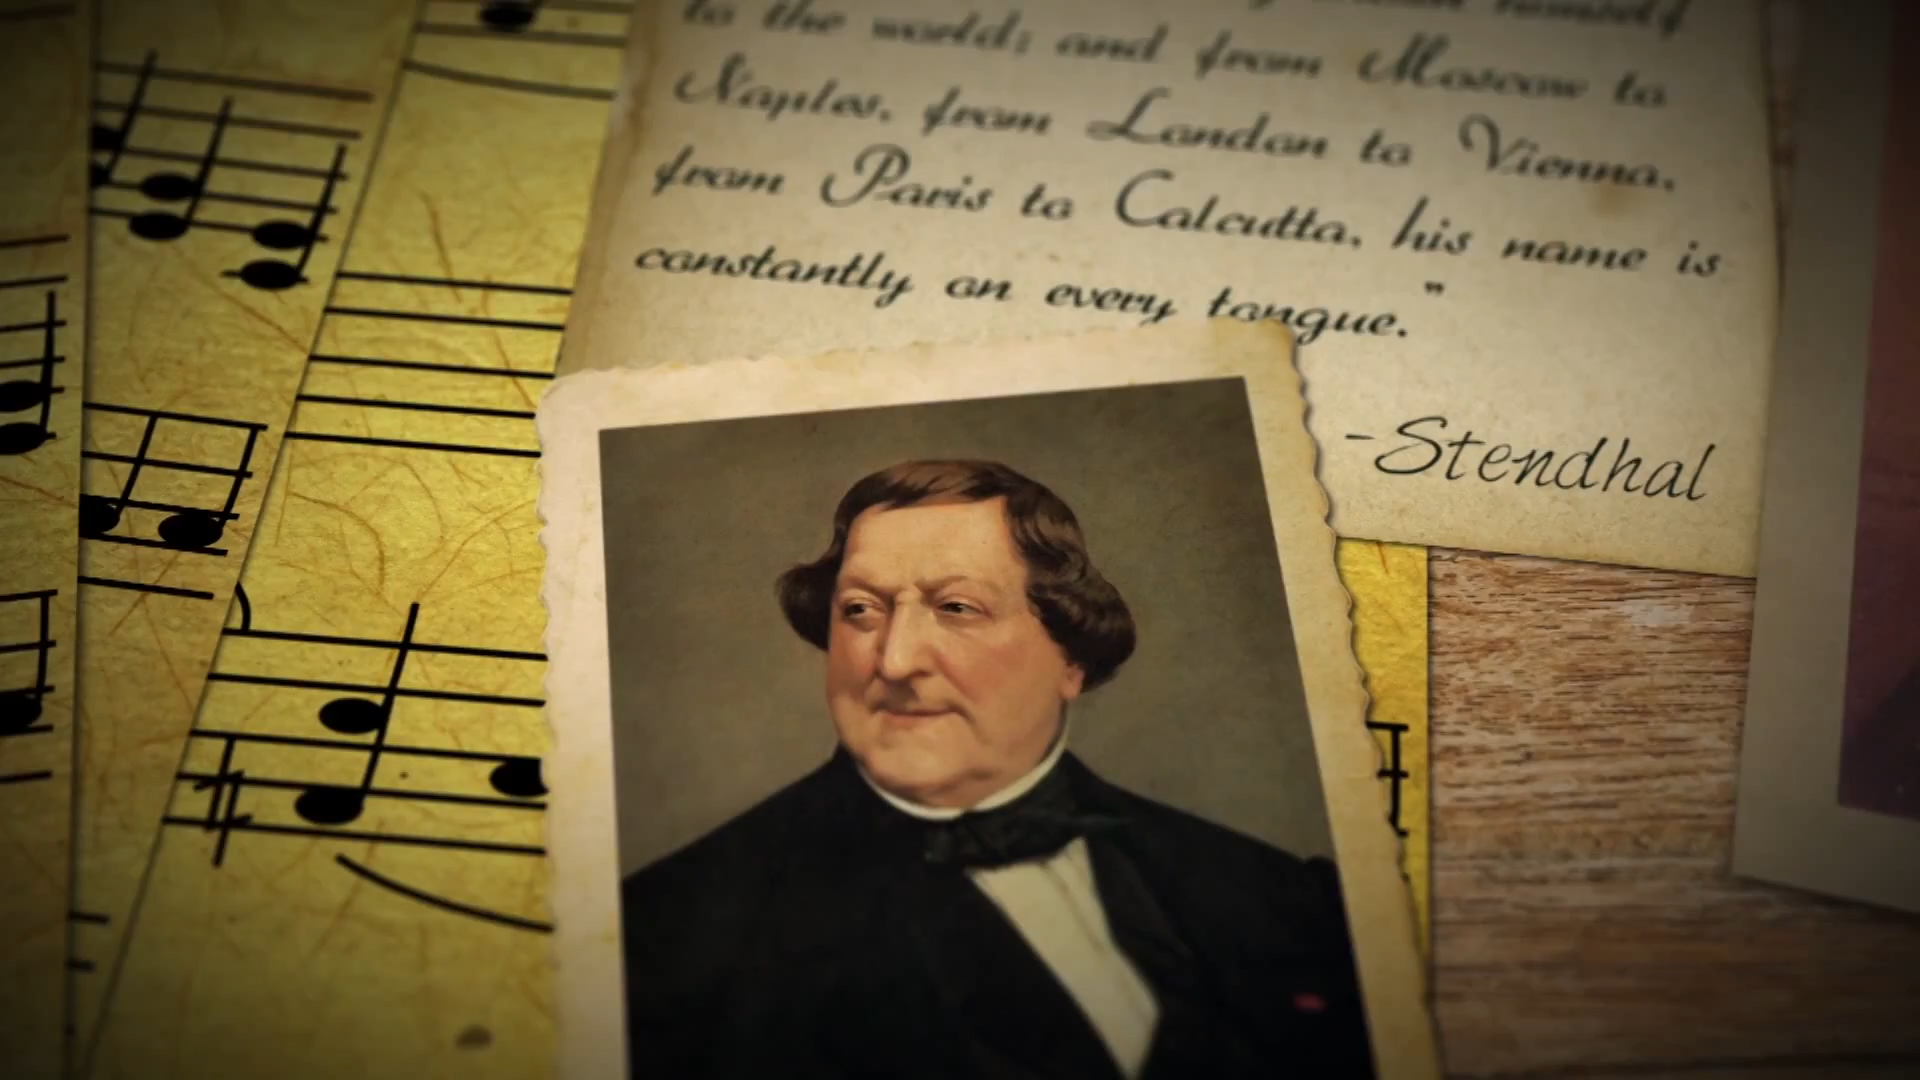 himself
to the world; and from Moscow to
Naples, from London to Vienna,
from Paris to Calcutta, his name is
constantly on every tongue."
-Stendhal